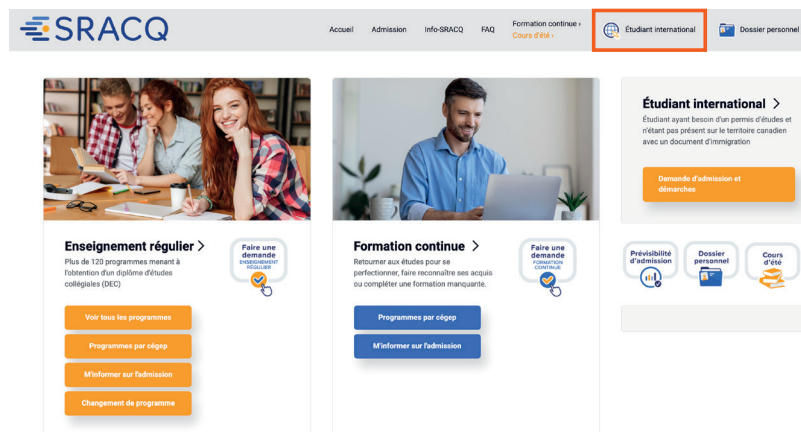 SRACQ
Accueil
Admission
Info-SRACQ
FAQ
Formation continue ›
Cours d'été ›
Étudiant international
Dossier personnel
Enseignement régulier >
Plus de 120 programmes menant à
l'obtention d'un diplôme d'études
collégiales (DEC)
Faire une
demande
ENSEIGNEMENT
RÉGULIER
Voir tous les programmes
Programmes par cégep
M'informer sur l'admission
Changement de programme
Formation continue >
Retourner aux études pour se
perfectionner, faire reconnaître ses acquis
ou compléter une formation manquante.
Faire une
demande
FORMATION
CONTINUE
Programmes par cégep
M'informer sur l'admission
Étudiant international >
Étudiant ayant besoin d'un permis d'études et
n'étant pas présent sur le territoire canadien
avec un document d'immigration
Demande d'admission et
démarches
Prévisibilité
d'admission
Dossier
personnel
Cours
d'été